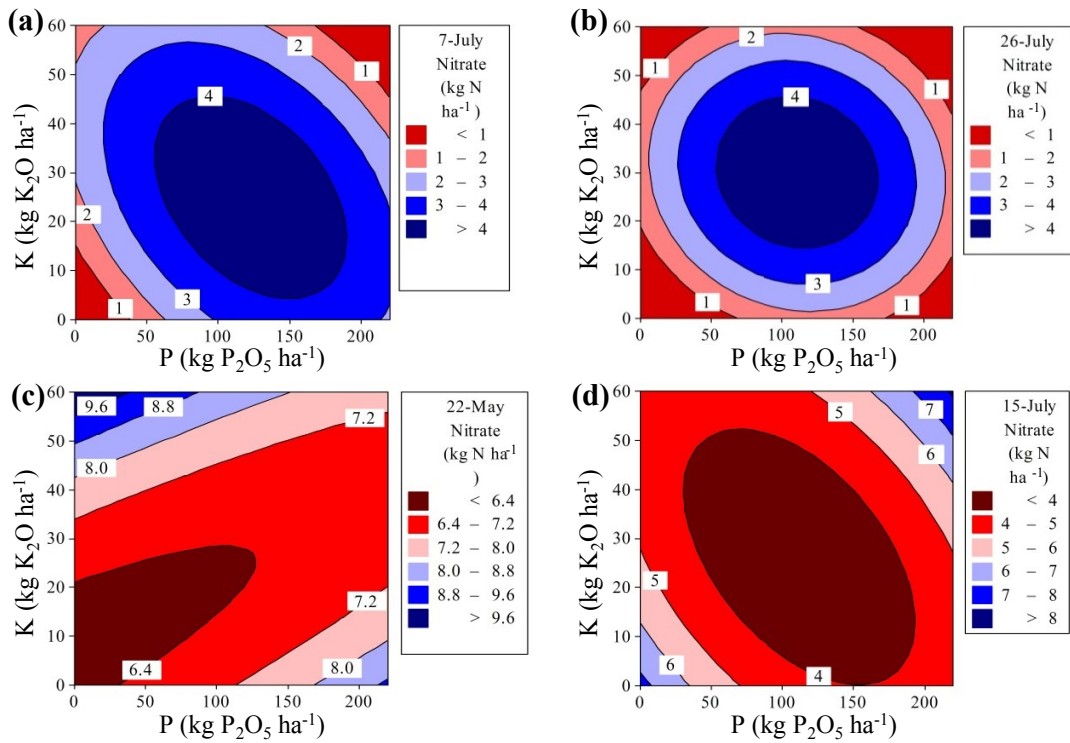 (a)
60
50
40
30
20
10
0
K (kg K₂O ha⁻¹)
2
1
4
2
1
3
0 50 100 150 200
P (kg P₂O₅ ha⁻¹)
7-July
Nitrate
(kg N
ha⁻¹)
< 1
1 – 2
2 – 3
3 – 4
> 4
(b)
60
50
40
30
20
10
0
K (kg K₂O ha⁻¹)
2
1
1
4
3
1
1
0 50 100 150 200
P (kg P₂O₅ ha⁻¹)
26-July
Nitrate
(kg N
ha⁻¹)
< 1
1 – 2
2 – 3
3 – 4
> 4
(c)
60
50
40
30
20
10
0
K (kg K₂O ha⁻¹)
9.6
8.8
7.2
8.0
7.2
6.4
8.0
0 50 100 150 200
P (kg P₂O₅ ha⁻¹)
22-May
Nitrate
(kg N ha⁻¹
)
< 6.4
6.4 – 7.2
7.2 – 8.0
8.0 – 8.8
8.8 – 9.6
> 9.6
(d)
60
50
40
30
20
10
0
K (kg K₂O ha⁻¹)
5
7
6
5
6
4
0 50 100 150 200
P (kg P₂O₅ ha⁻¹)
15-July
Nitrate
(kg N
ha⁻¹)
< 4
4 – 5
5 – 6
6 – 7
7 – 8
> 8